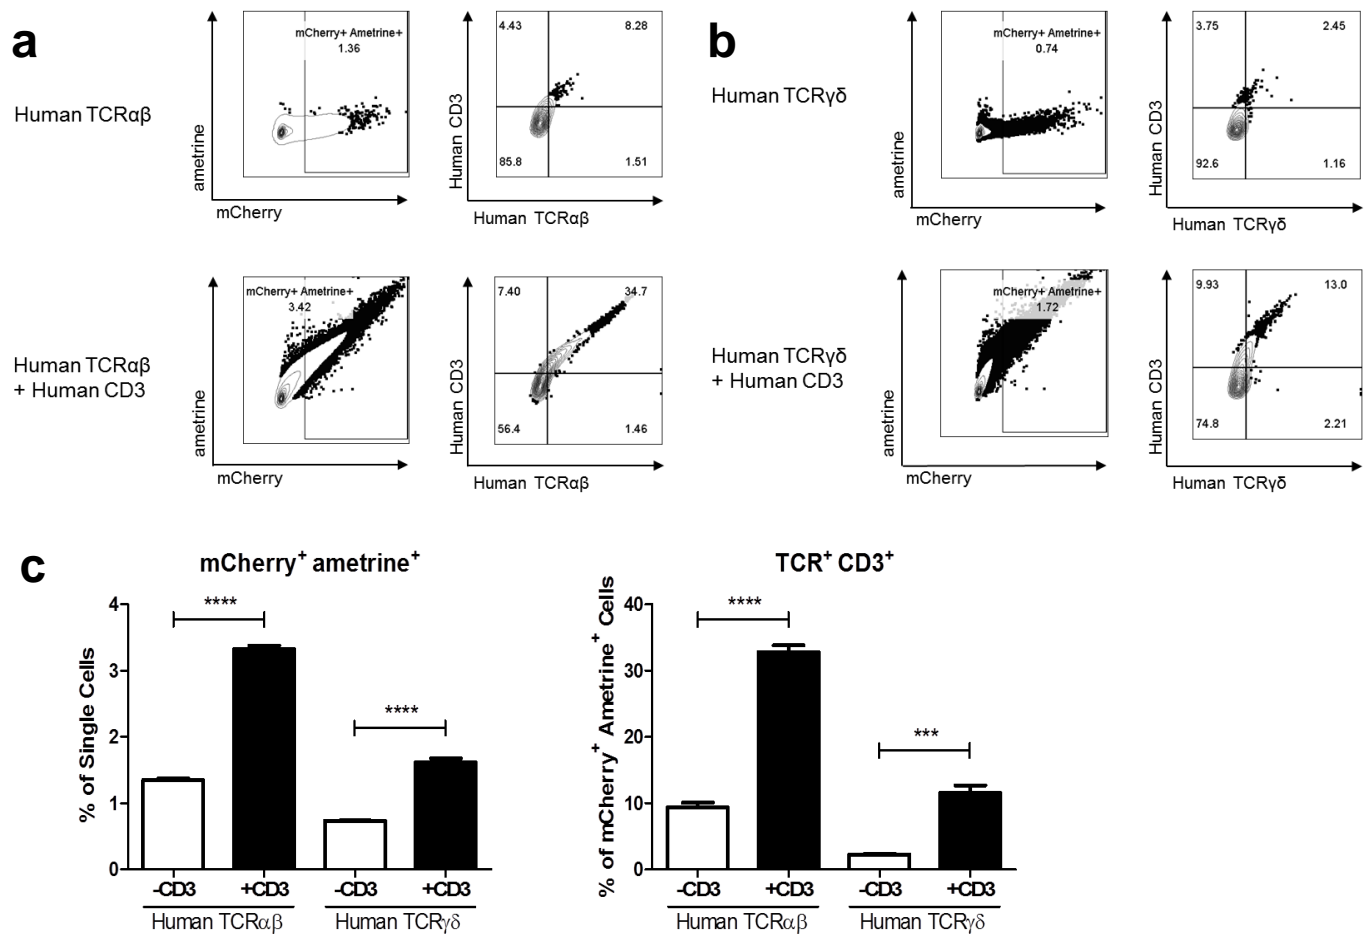 a
Human TCRαβ
mCherry+ Ametrine+
1.36
ametrine
mCherry
4.43
8.28
85.8
1.51
Human CD3
Human TCRαβ
b
Human TCRγδ
mCherry+ Ametrine+
0.74
ametrine
mCherry
3.75
2.45
92.6
1.16
Human CD3
Human TCRγδ
Human TCRαβ
+ Human CD3
mCherry+ Ametrine+
3.42
ametrine
mCherry
7.40
34.7
56.4
1.46
Human CD3
Human TCRαβ
Human TCRγδ
+ Human CD3
mCherry+ Ametrine+
1.72
ametrine
mCherry
9.93
13.0
74.8
2.21
Human CD3
Human TCRγδ
c
mCherry+ ametrine+
% of Single Cells
4
3
2
1
0
****
****
-CD3
+CD3
-CD3
+CD3
Human TCRαβ
Human TCRγδ
TCR+ CD3+
% of mCherry+ Ametrine+ Cells
40
30
20
10
0
****
***
-CD3
+CD3
-CD3
+CD3
Human TCRαβ
Human TCRγδ